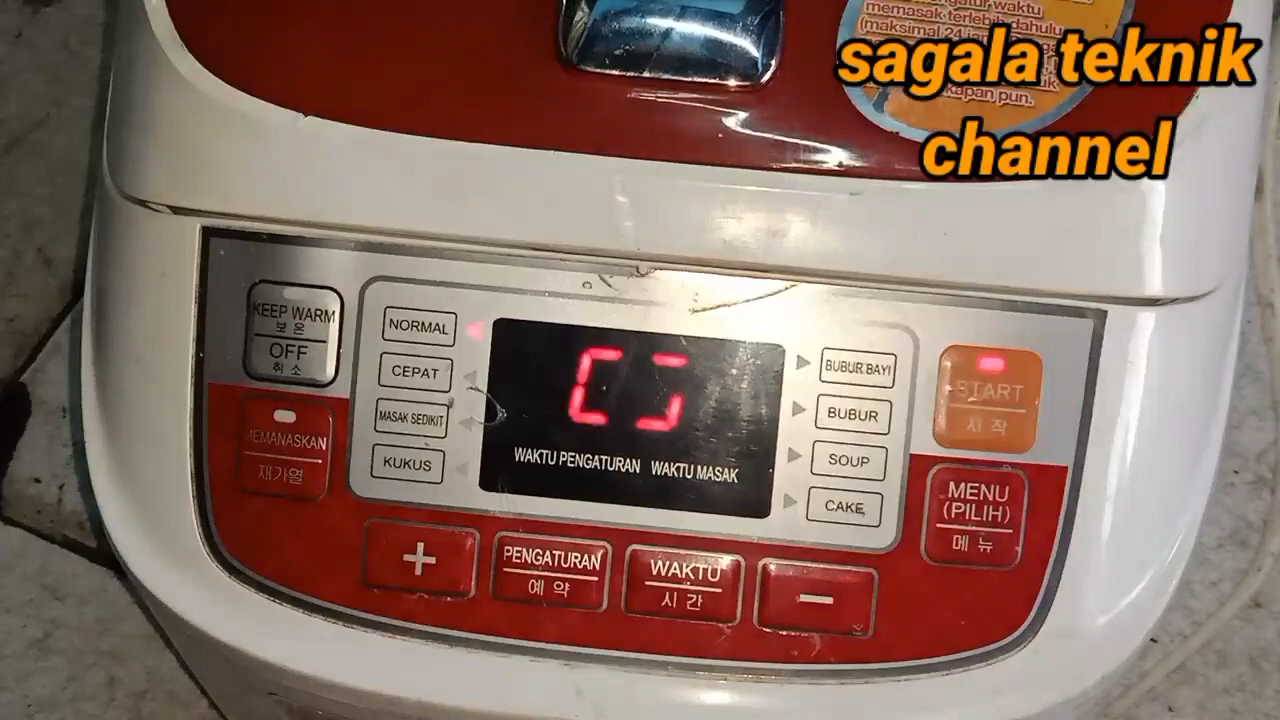 memasak terlebih dahulu
(maksimal 24
kapan pun.
sagala teknik
channel
KEEP WARM
보 온
OFF
취 소
NORMAL
CEPAT
MASAK SEDIKIT
KUKUS
WAKTU PENGATURAN WAKTU MASAK
BUBUR BAYI
BUBUR
SOUP
CAKE
START
시 작
MEMANASKAN
재가열
MENU
(PILIH)
메 뉴
+
PENGATURAN
예 약
WAKTU
시 간
−